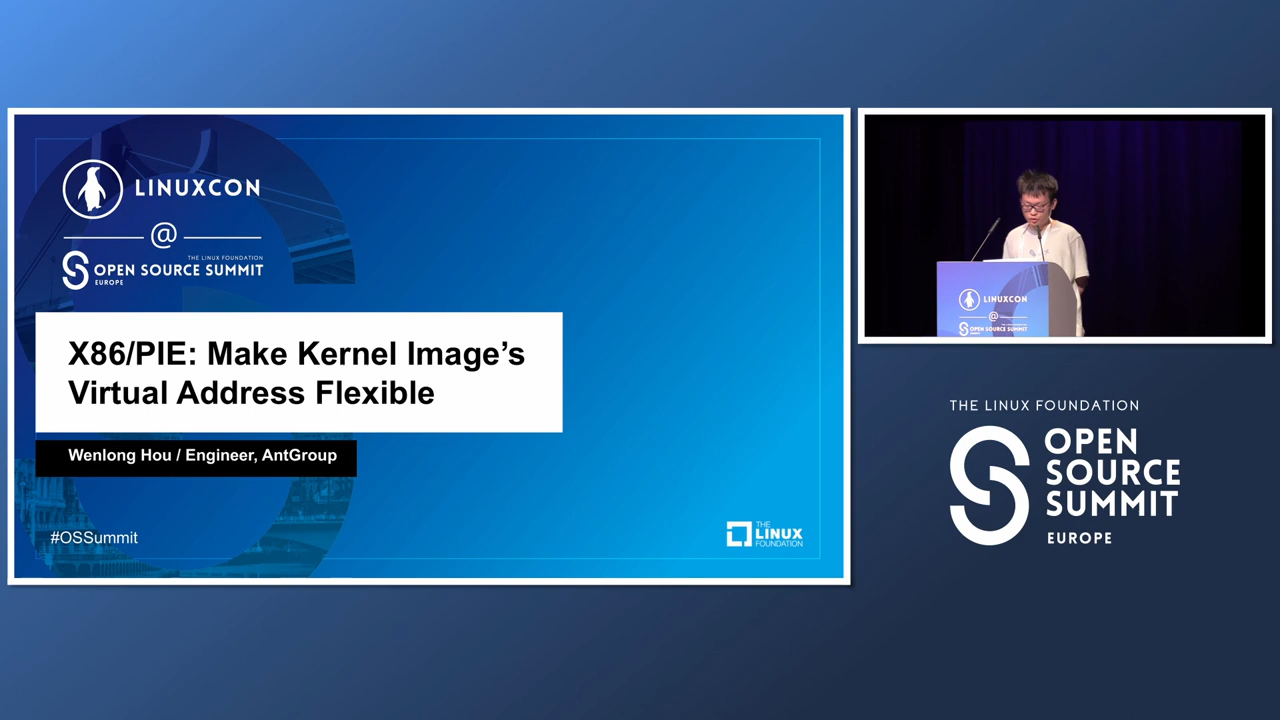 LINUXCON
@
THE LINUX FOUNDATION
OPEN SOURCE SUMMIT
EUROPE
X86/PIE: Make Kernel Image’s
Virtual Address Flexible
Wenlong Hou / Engineer, AntGroup
#OSSummit
THE
LINUX
FOUNDATION
LINUXCON
@
OPEN SOURCE SUMMIT
THE LINUX FOUNDATION
OPEN
SOURCE
SUMMIT
EUROPE